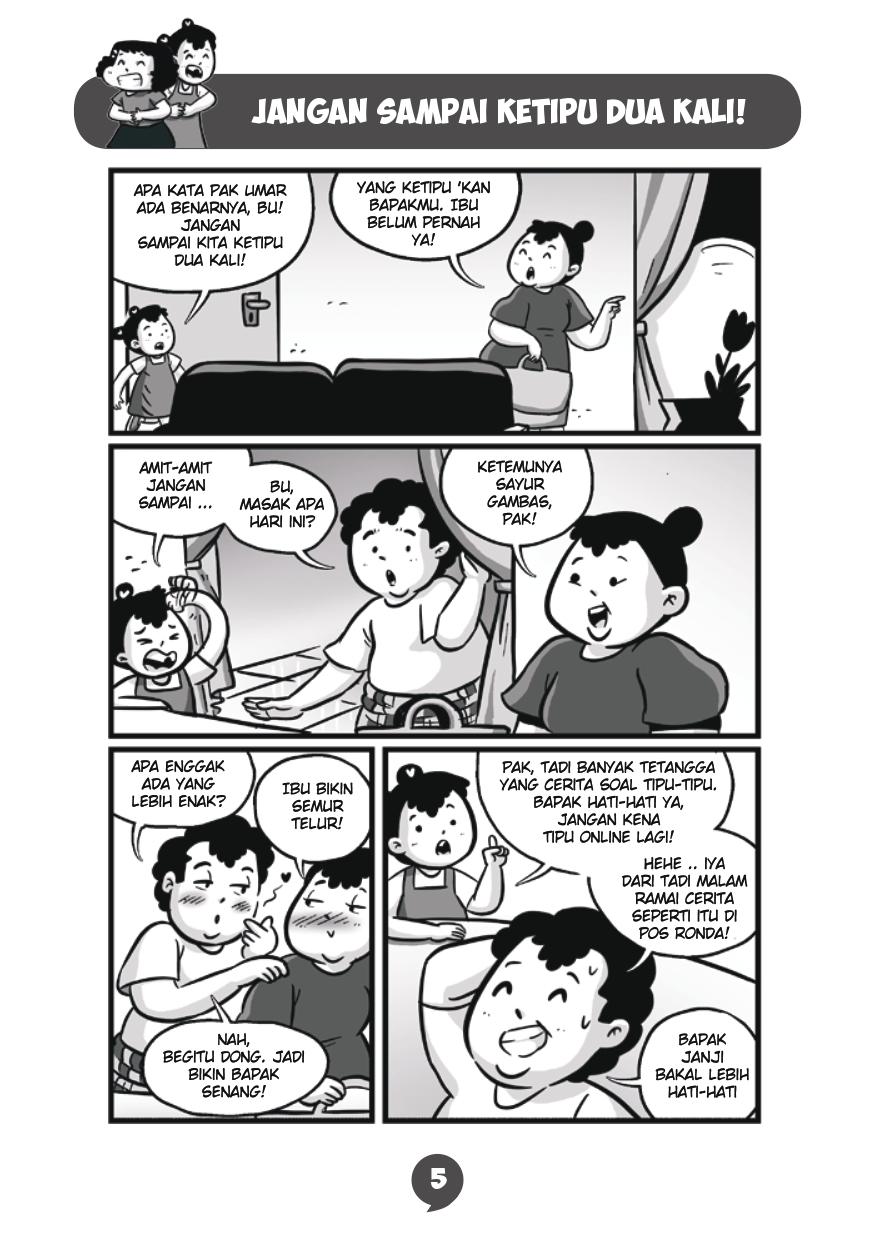 JANGAN SAMPAI KETIPU DUA KALI!
APA KATA PAK UMAR
ADA BENARNYA, BU!
JANGAN
SAMPAI KITA KETIPU
DUA KALI!
YANG KETIPU 'KAN
BAPAKMU. IBU
BELUM PERNAH
YA!
AMIT-AMIT
JANGAN
SAMPAI ...
BU,
MASAK APA
HARI INI?
KETEMUNYA
SAYUR
GAMBAS,
PAK!
APA ENGGAK
ADA YANG
LEBIH ENAK?
IBU BIKIN
SEMUR
TELUR!
NAH,
BEGITU DONG. JADI
BIKIN BAPAK
SENANG!
PAK, TADI BANYAK TETANGGA
YANG CERITA SOAL TIPU-TIPU.
BAPAK HATI-HATI YA,
JANGAN KENA
TIPU ONLINE LAGI!
HEHE .. IYA
DARI TADI MALAM
RAMAI CERITA
SEPERTI ITU DI
POS RONDA!
BAPAK
JANJI
BAKAL LEBIH
HATI-HATI
5